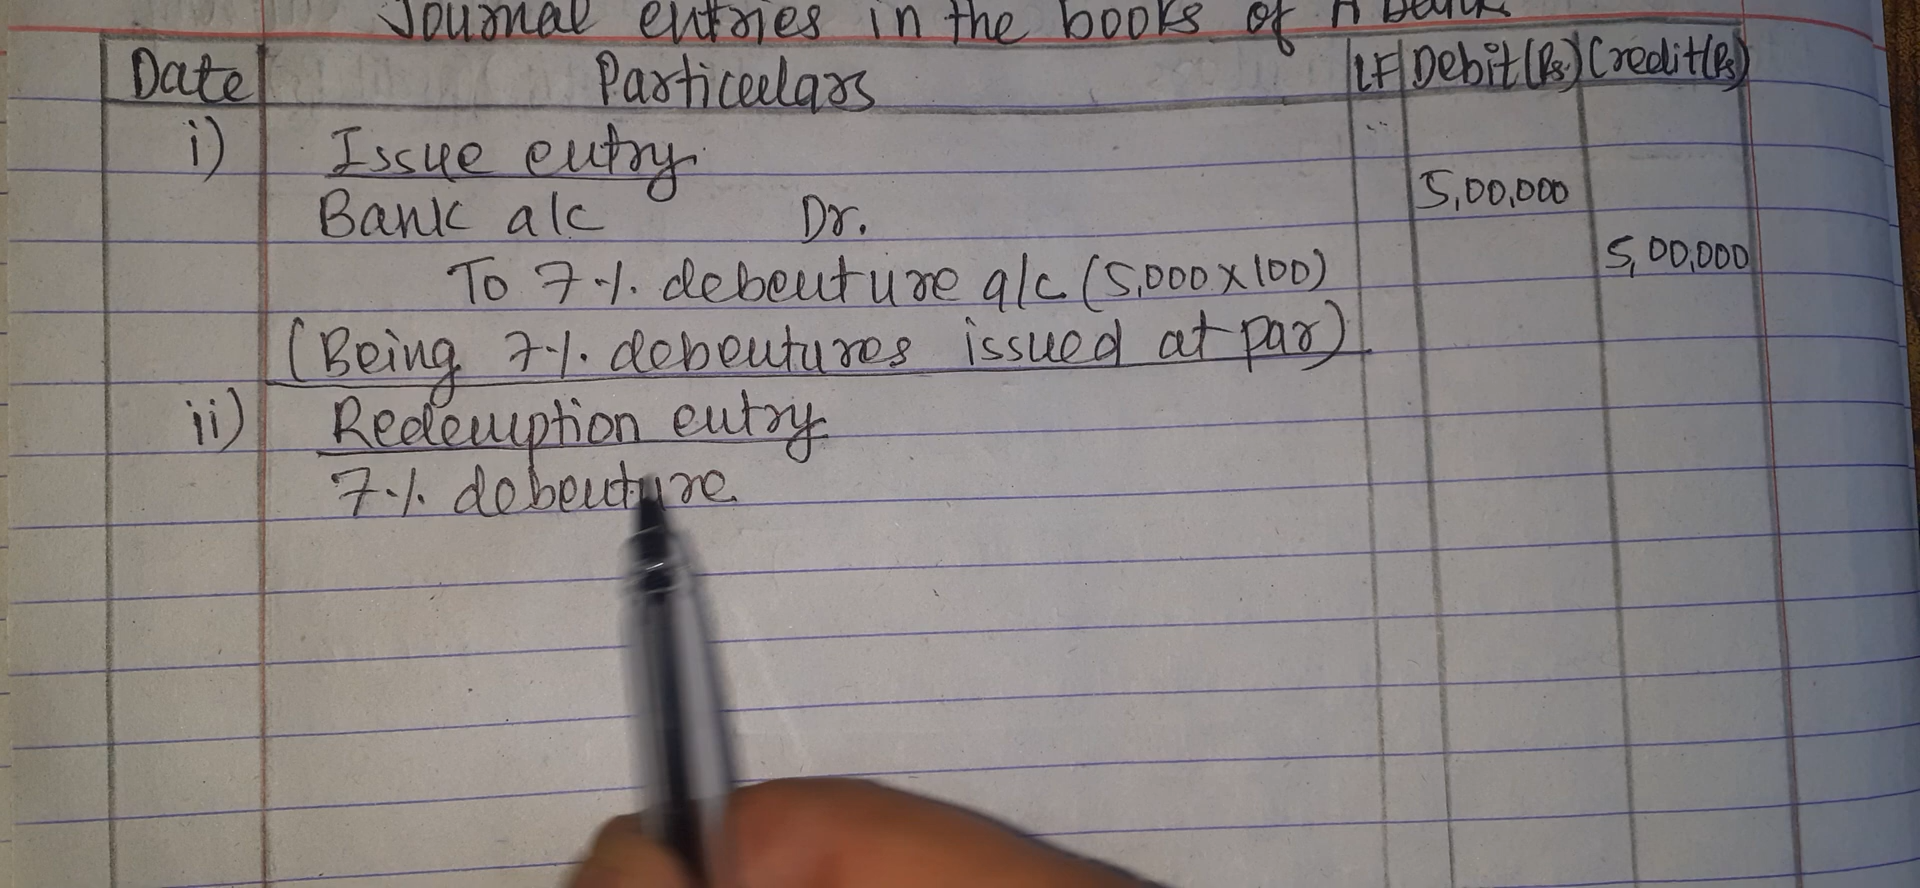 Journal entries in the books of A bank
Date Particulars LF Debit(Rs.) Credit(Rs)
i) Issue entry
Bank a/c Dr. 5,00,000
To 7% debenture a/c (5,000 x 100) 5,00,000
(Being 7% debentures issued at par)
ii) Redemption entry
7% debenture